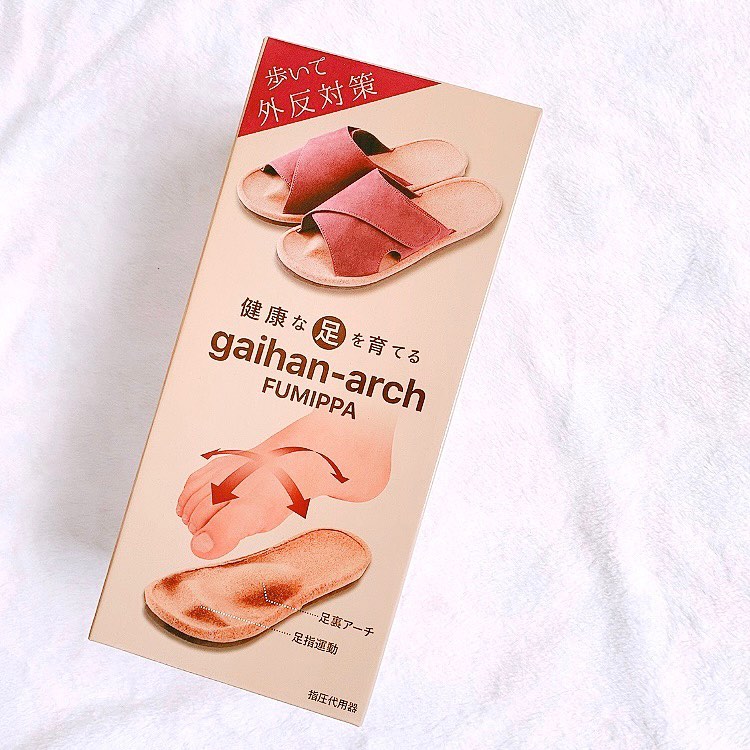 歩いて
外反対策
健康な足を育てる
gaihan-arch
FUMIPPA
足裏アーチ
足指運動
指圧代用器